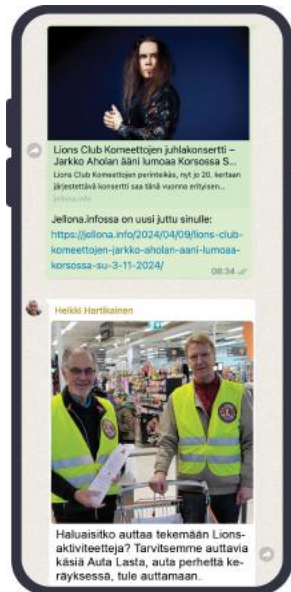 Lions Club Komeettojen juhlakonsertti –
Jarkko Aholan ääni lumoaa Korsossa S...
Lions Club Komeettojen perinteikäs, nyt jo 20. kertaan
järjestettävä konsertti saa tänä vuonna erityisen...
jellona.info
Jellona.infossa on uusi juttu sinulle:
https://jellona.info/2024/04/09/lions-club-
komeettojen-jarkko-aholan-aani-lumoaa-
korsossa-su-3-11-2024/
08:34
Heikki Hartikainen
Haluaisitko auttaa tekemään Lions-
aktiviteetteja? Tarvitsemme auttavia
käsiä Auta Lasta, auta perhettä ke-
räyksessä, tule auttamaan.